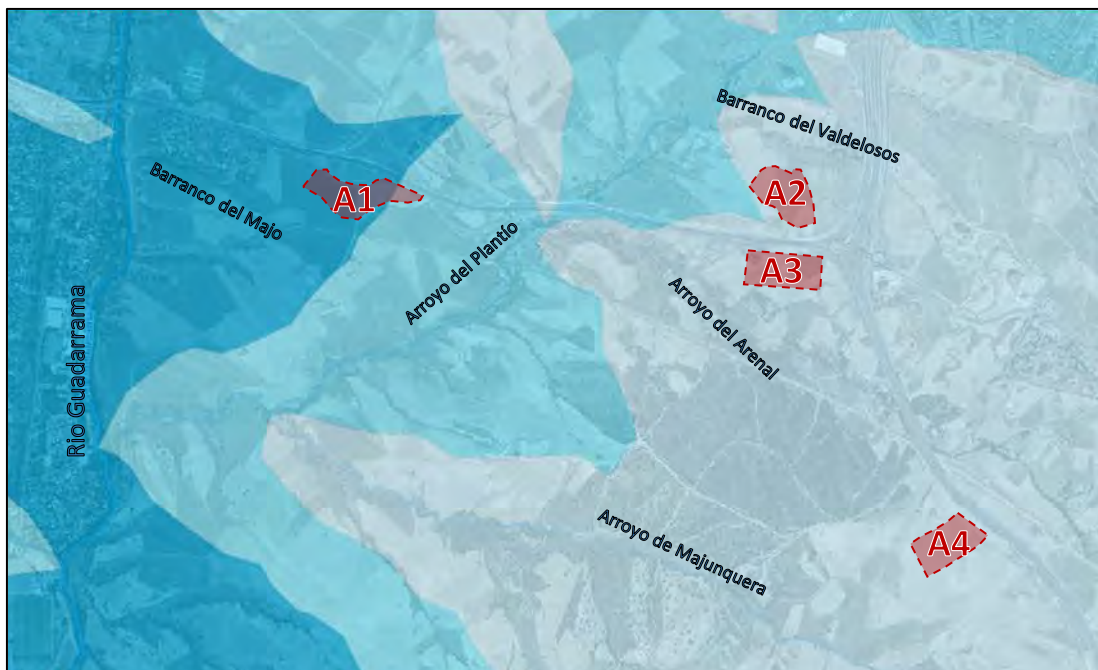 Barranco del Valdelosos
Barranco del Majo
A1
A2
Arroyo del Plantío
A3
Arroyo del Arenal
Rio Guadarrama
Arroyo de Majunquera
A4